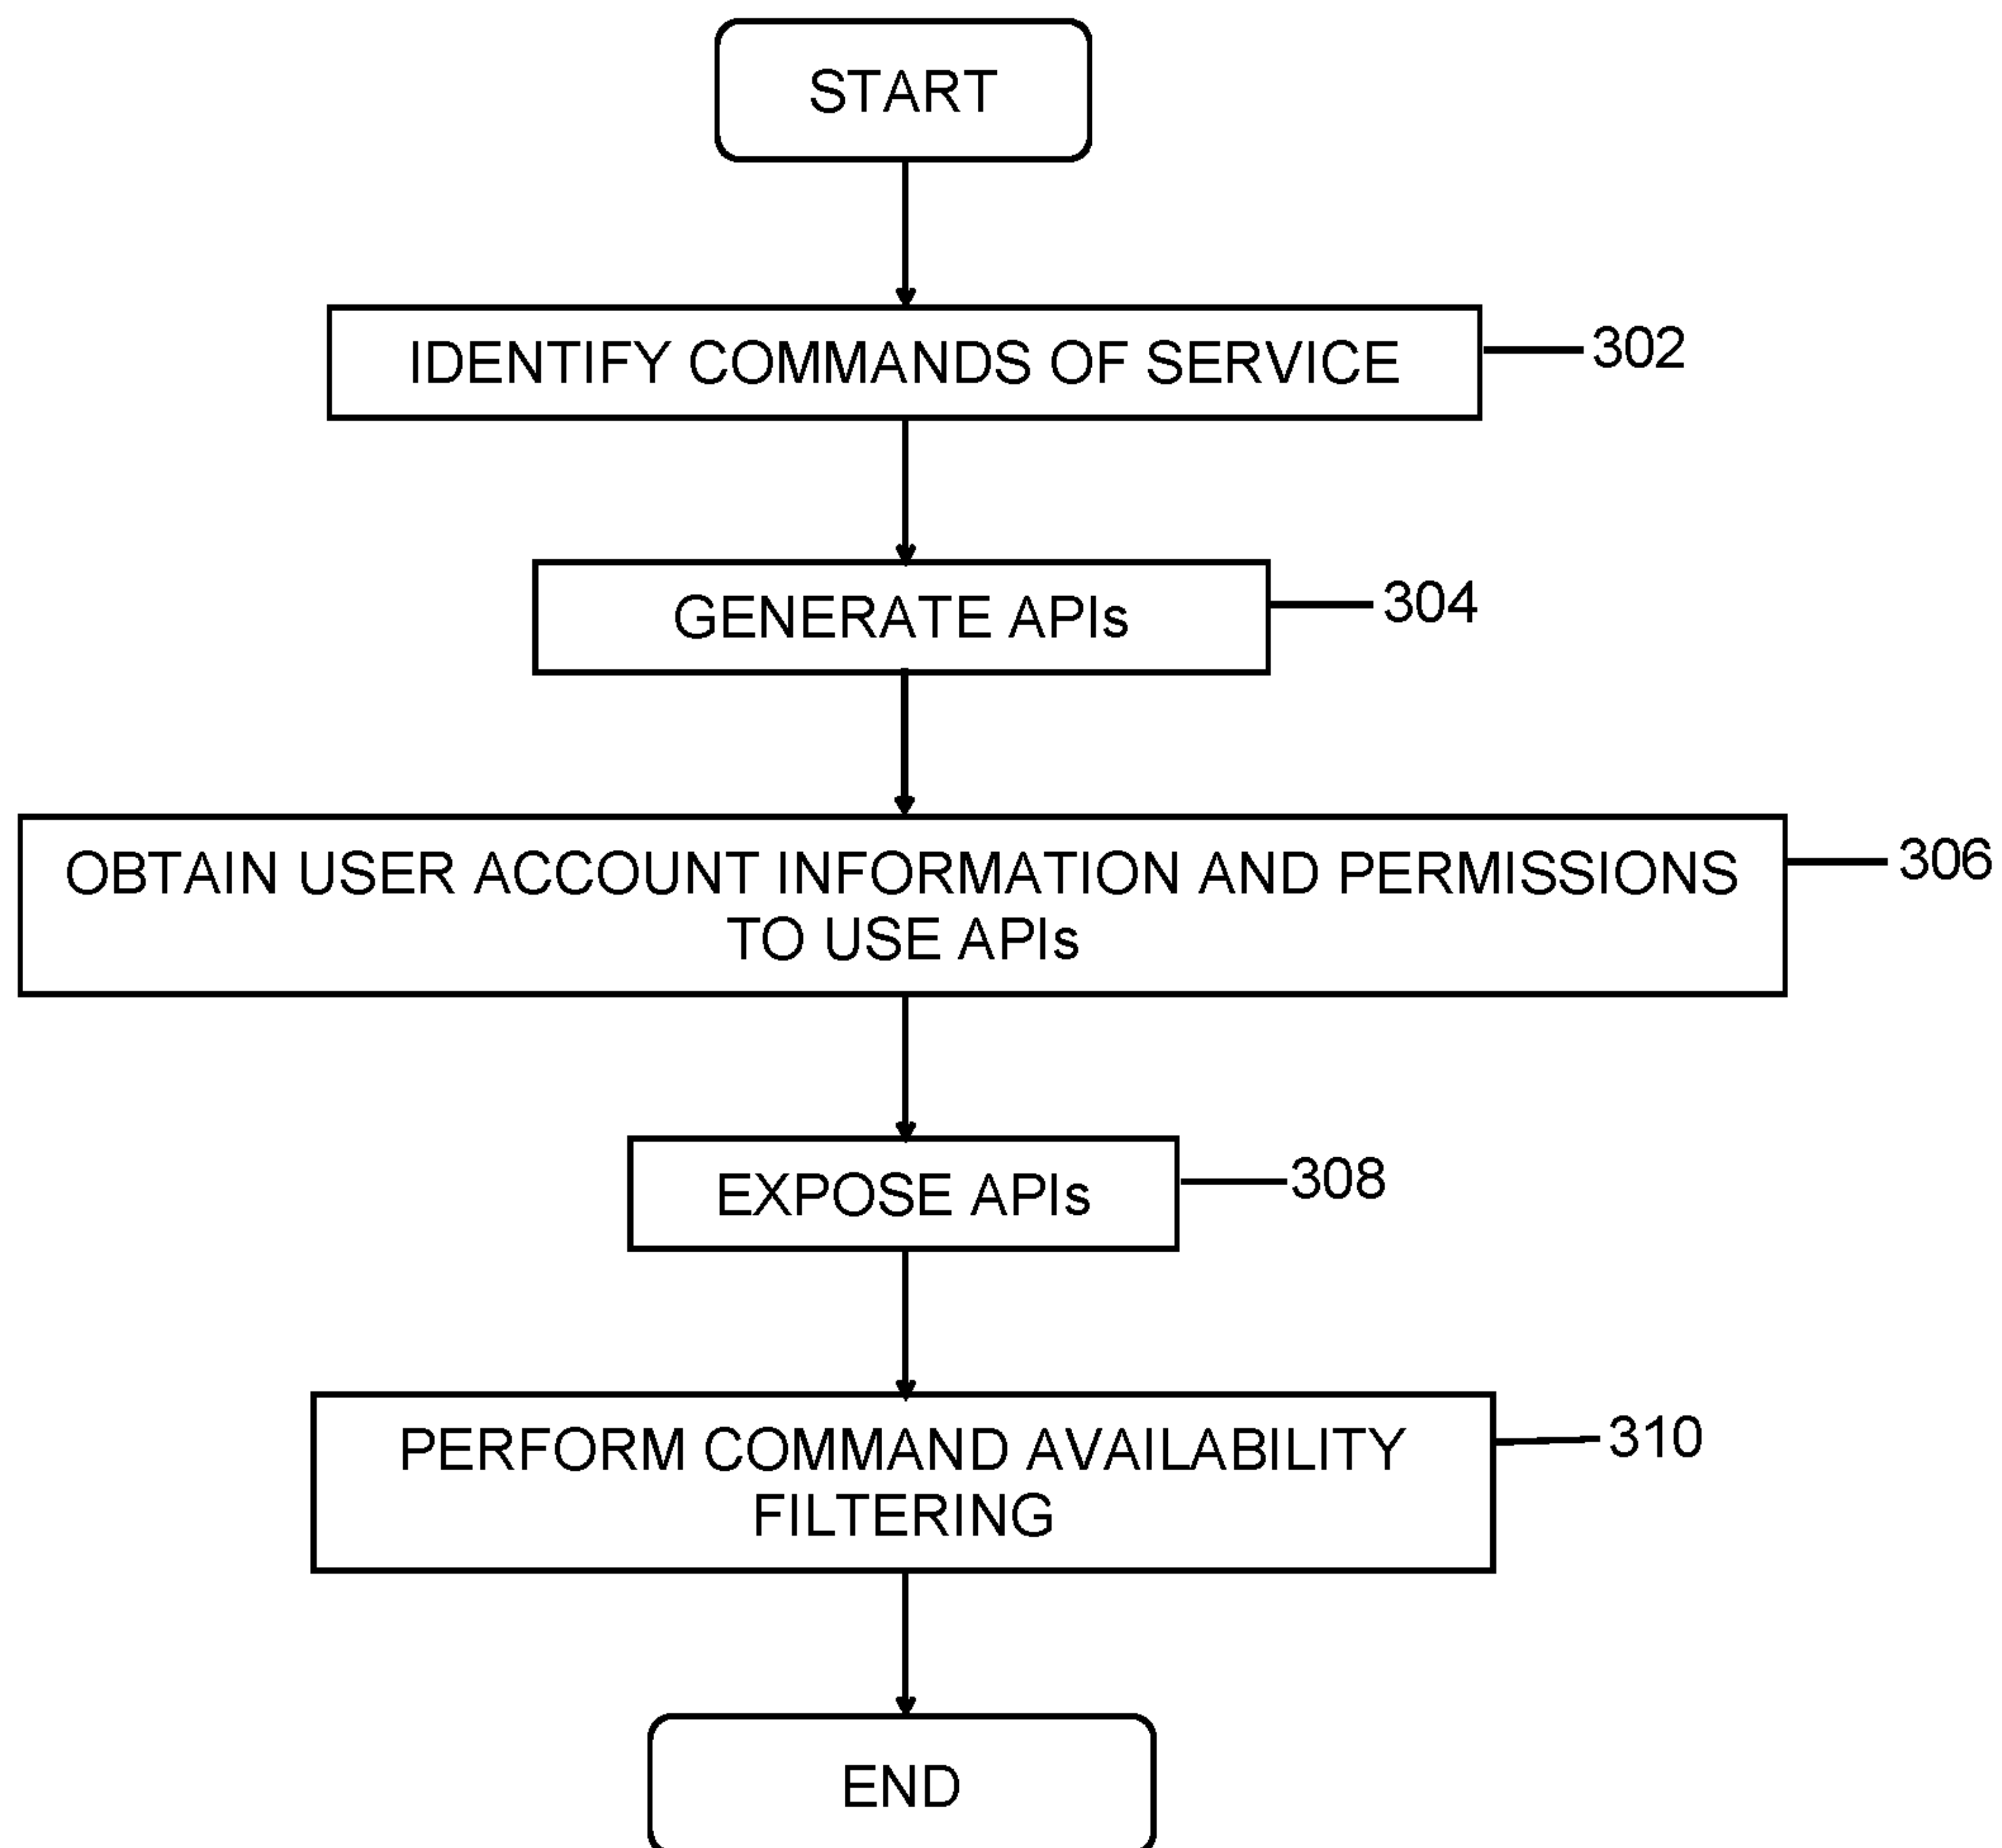 START
IDENTIFY COMMANDS OF SERVICE
302
GENERATE APIs
304
OBTAIN USER ACCOUNT INFORMATION AND PERMISSIONS
TO USE APIs
306
EXPOSE APIs
308
PERFORM COMMAND AVAILABILITY
FILTERING
310
END